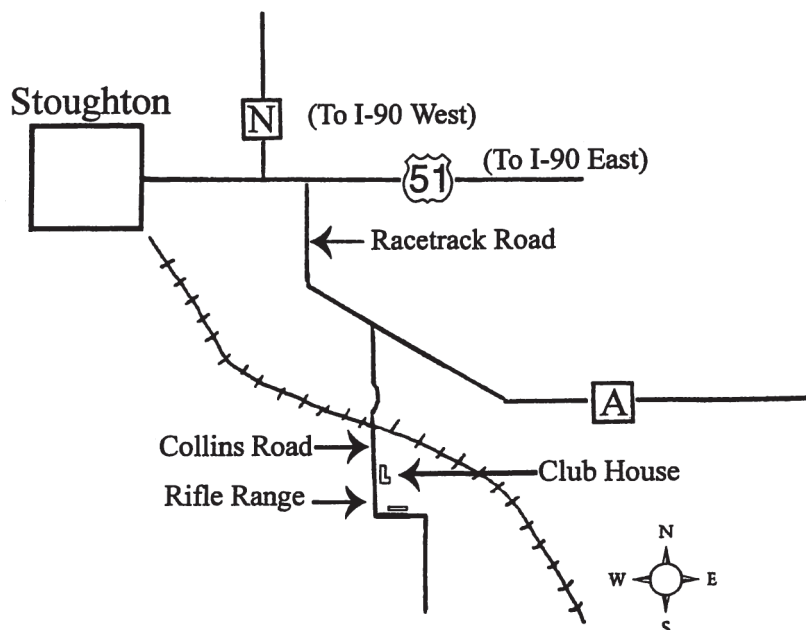 Stoughton
N
(To I-90 West)
(To I-90 East)
51
Racetrack Road
A
Collins Road
Club House
Rifle Range
N
W
E
S